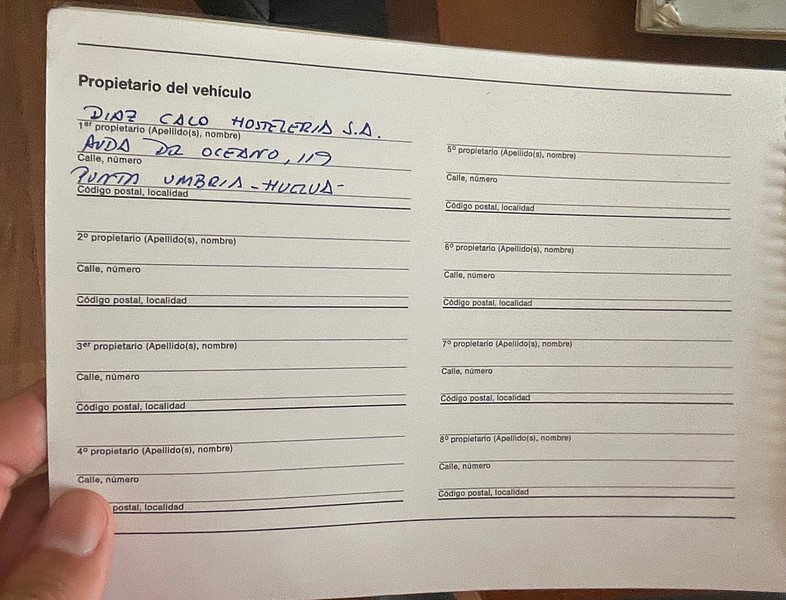 Propietario del vehículo
DIAZ CALO HOSTELERIA S.A.
1er propietario (Apellido(s), nombre)
AVDA DR OCEANO, 119
Calle, número
PUNTA UMBRIA - HUELVA -
Código postal, localidad
2º propietario (Apellido(s), nombre)
Calle, número
Código postal, localidad
3er propietario (Apellido(s), nombre)
Calle, número
Código postal, localidad
4º propietario (Apellido(s), nombre)
Calle, número
postal, localidad
5º propietario (Apellido(s), nombre)
Calle, número
Código postal, localidad
6º propietario (Apellido(s), nombre)
Calle, número
Código postal, localidad
7º propietario (Apellido(s), nombre)
Calle, número
Código postal, localidad
8º propietario (Apellido(s), nombre)
Calle, número
Código postal, localidad